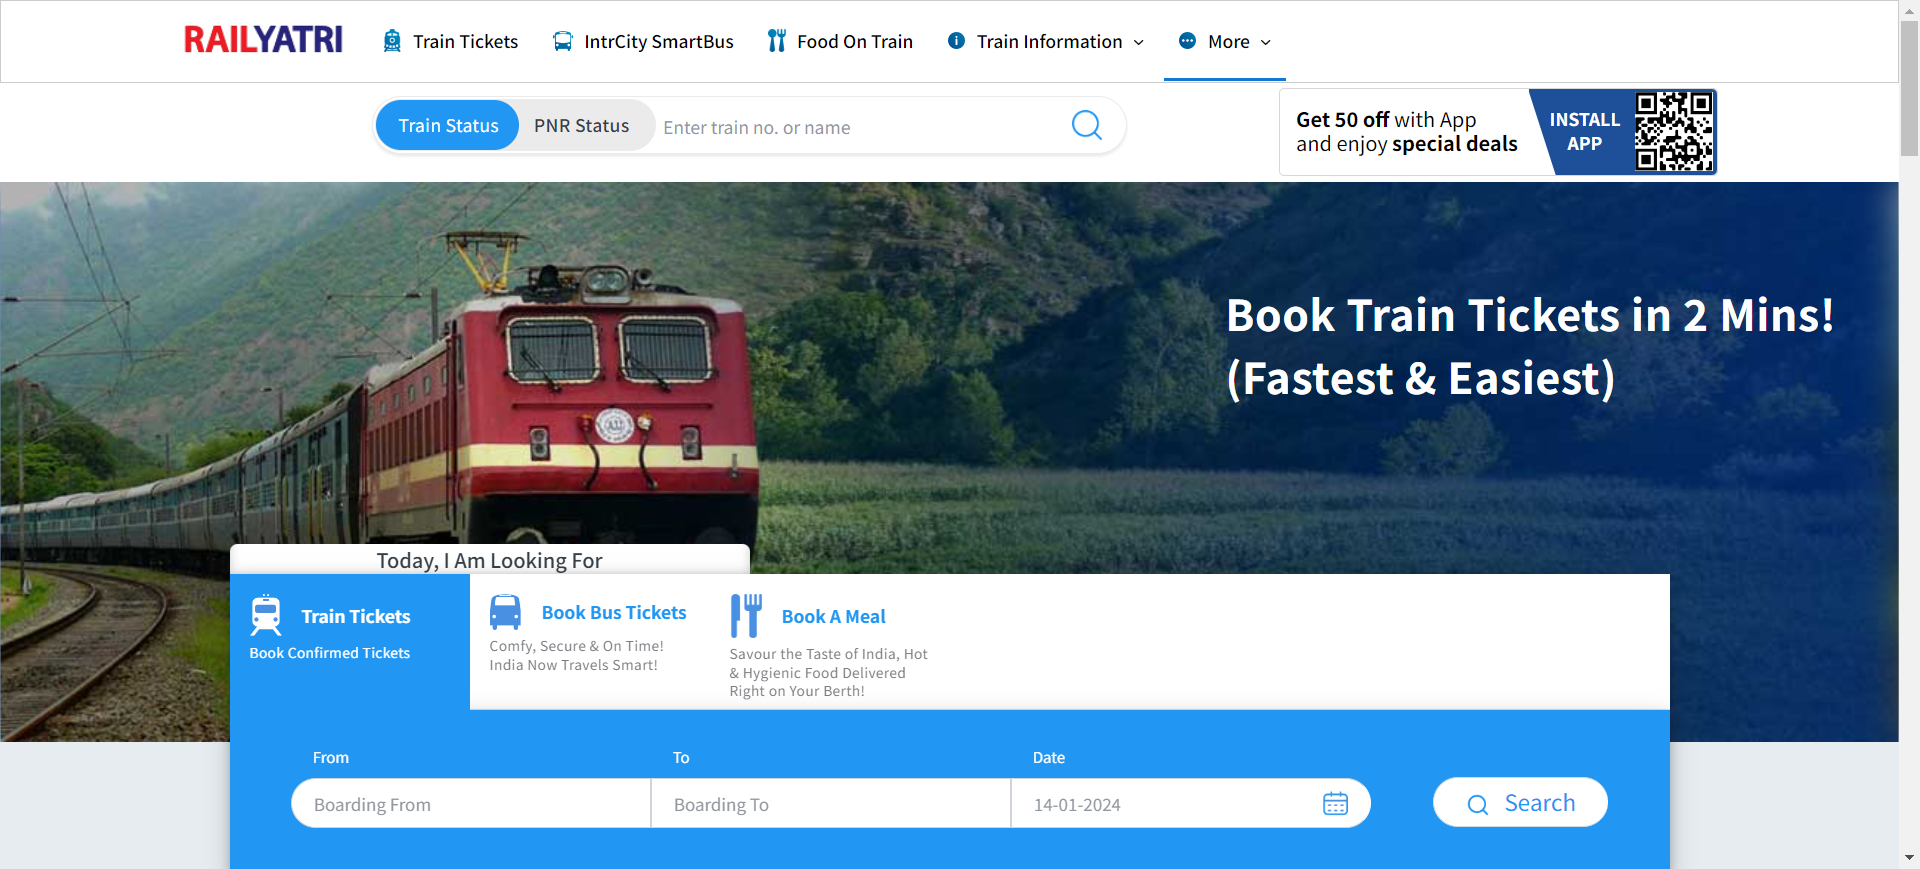 RAILYATRI
Train Tickets
IntrCity SmartBus
Food On Train
Train Information
More
Train Status
PNR Status
Enter train no. or name
Get 50 off with App
and enjoy special deals
INSTALL
APP
Book Train Tickets in 2 Mins!
(Fastest & Easiest)
Today, I Am Looking For
Train Tickets
Book Confirmed Tickets
Book Bus Tickets
Comfy, Secure & On Time!
India Now Travels Smart!
Book A Meal
Savour the Taste of India, Hot
& Hygienic Food Delivered
Right on Your Berth!
From
Boarding From
To
Boarding To
Date
14-01-2024
Search